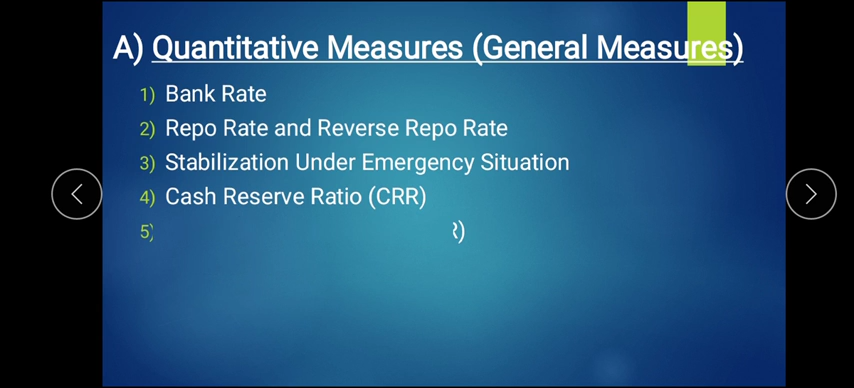 A) Quantitative Measures (General Measures)
1) Bank Rate
2) Repo Rate and Reverse Repo Rate
3) Stabilization Under Emergency Situation
4) Cash Reserve Ratio (CRR)
5)